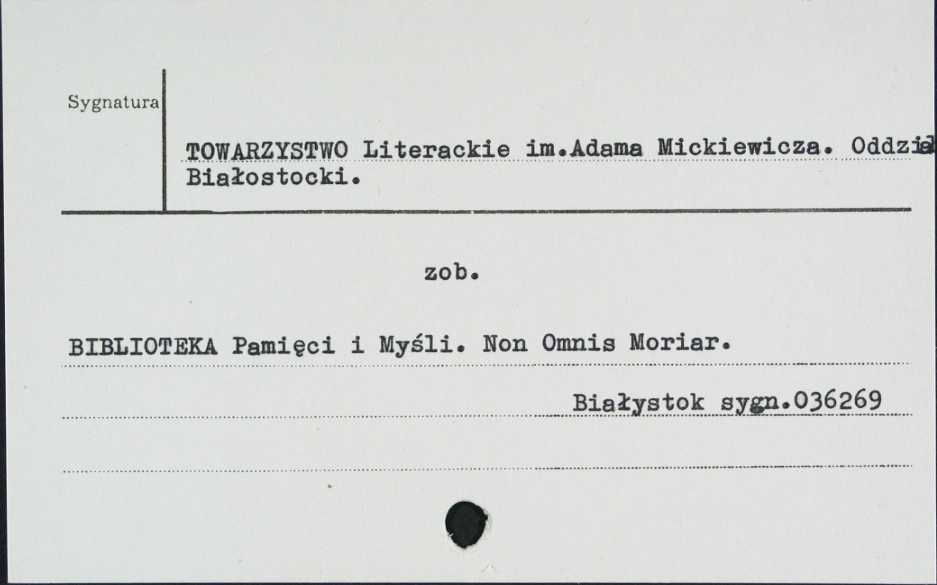 Sygnatura
TOWARZYSTWO Literackie im.Adama Mickiewicza. Oddział
Białostocki.
zob.
BIBLIOTEKA Pamięci i Myśli. Non Omnis Moriar.
Białystok sygn.036269